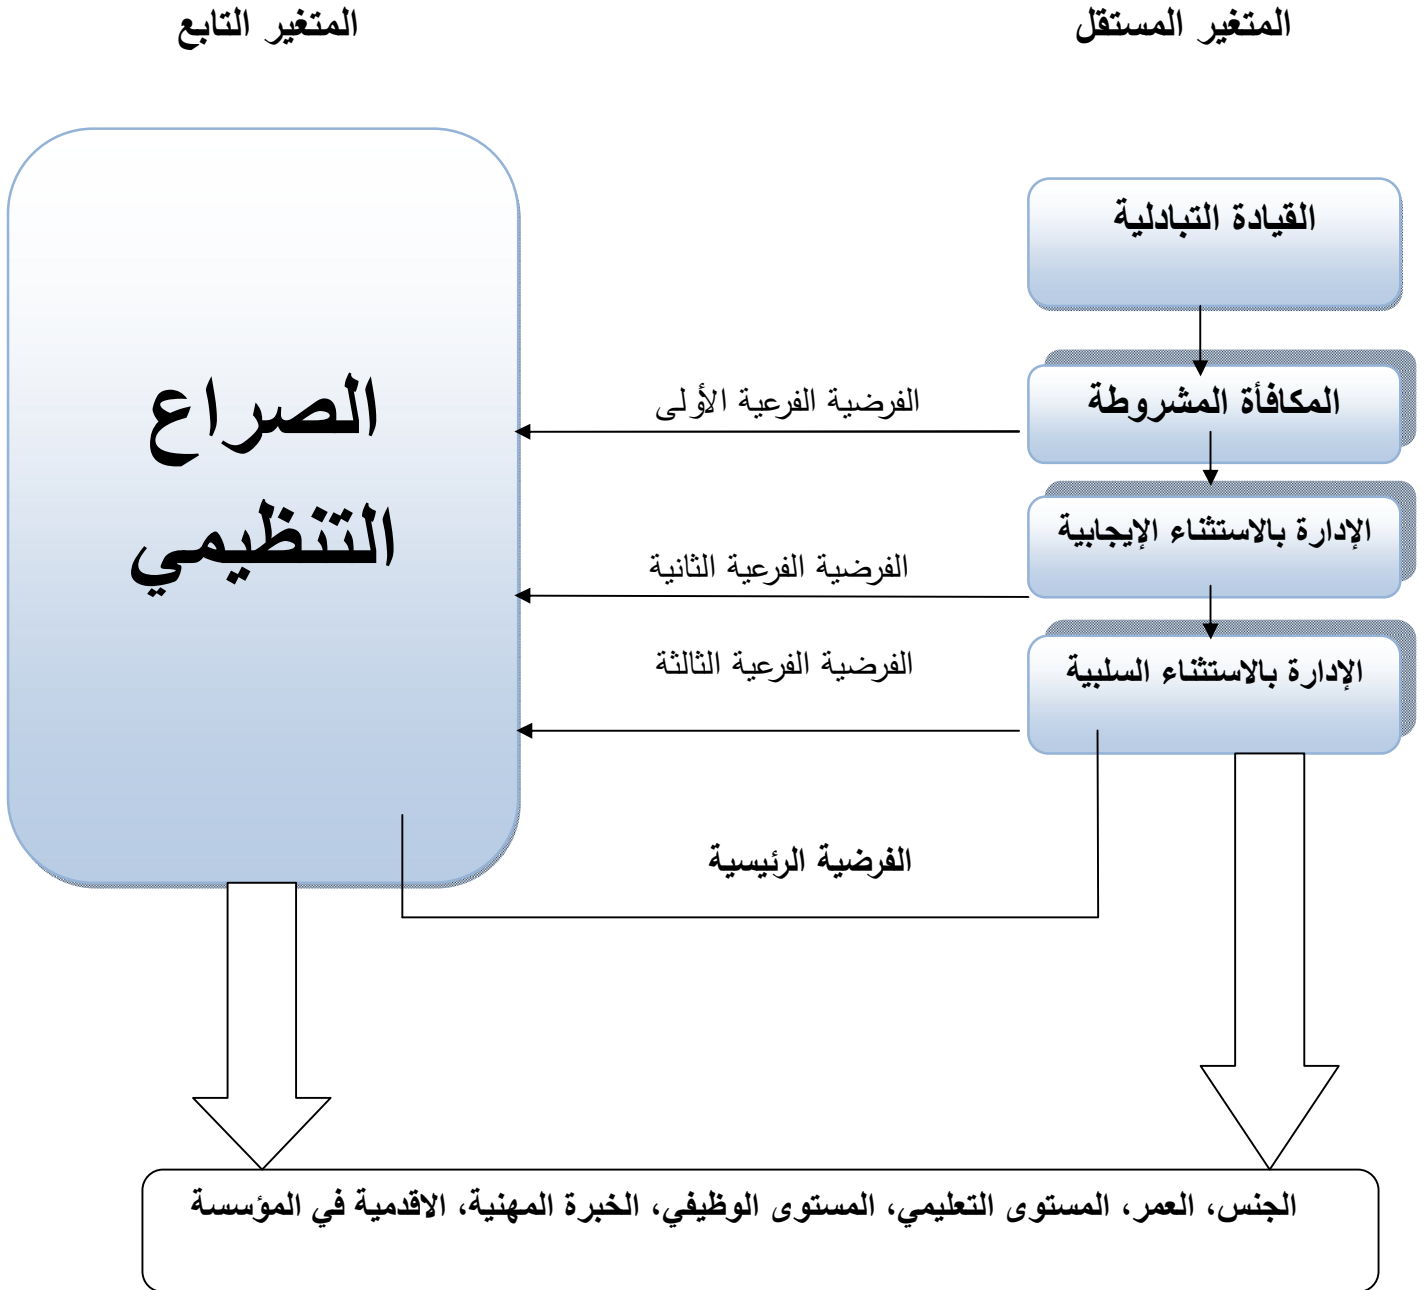 المتغير المستقل
المتغير التابع
القيادة التبادلية
المكافأة المشروطة
الفرضية الفرعية الأولى
الصراع
التنظيمي
الإدارة بالاستثناء الإيجابية
الفرضية الفرعية الثانية
الإدارة بالاستثناء السلبية
الفرضية الفرعية الثالثة
الفرضية الرئيسية
الجنس، العمر، المستوى التعليمي، المستوى الوظيفي، الخبرة المهنية، الاقدمية في المؤسسة